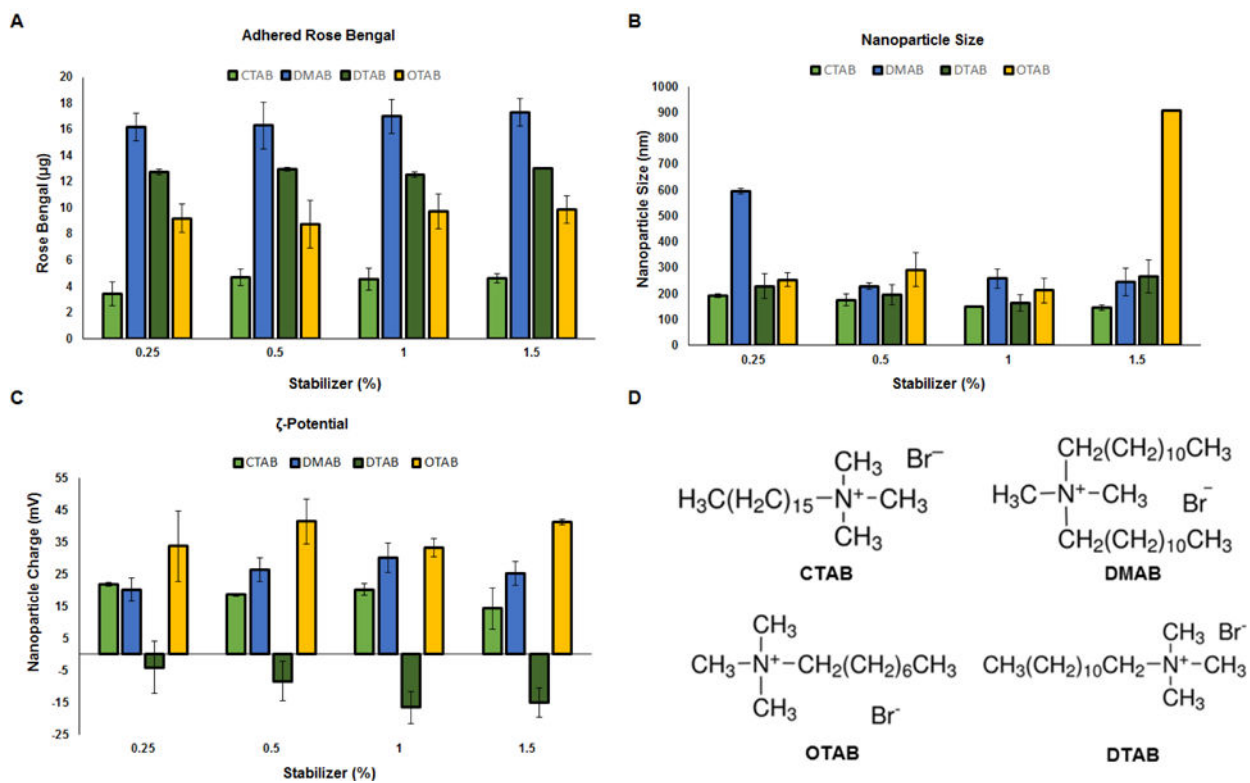 A
Adhered Rose Bengal
CTAB DMAB DTAB OTAB
Rose Bengal (µg)
20
18
16
14
12
10
8
6
4
2
0
0.25 0.5 1 1.5
Stabilizer (%)
B
Nanoparticle Size
CTAB DMAB DTAB OTAB
Nanoparticle Size (nm)
1000
900
800
700
600
500
400
300
200
100
0
0.25 0.5 1 1.5
Stabilizer (%)
C
ζ-Potential
CTAB DMAB DTAB OTAB
Nanoparticle Charge (mV)
55
45
35
25
15
5
-5
-15
-25
0.25 0.5 1 1.5
Stabilizer (%)
D
CH₃ Br⁻
H₃C(H₂C)₁₅−N⁺−CH₃
CH₃
CTAB
CH₂(CH₂)₁₀CH₃
H₃C−N⁺−CH₃ Br⁻
CH₂(CH₂)₁₀CH₃
DMAB
CH₃
CH₃−N⁺−CH₂(CH₂)₆CH₃
CH₃ Br⁻
OTAB
CH₃ Br⁻
CH₃(CH₂)₁₀CH₂−N⁺−CH₃
CH₃
DTAB